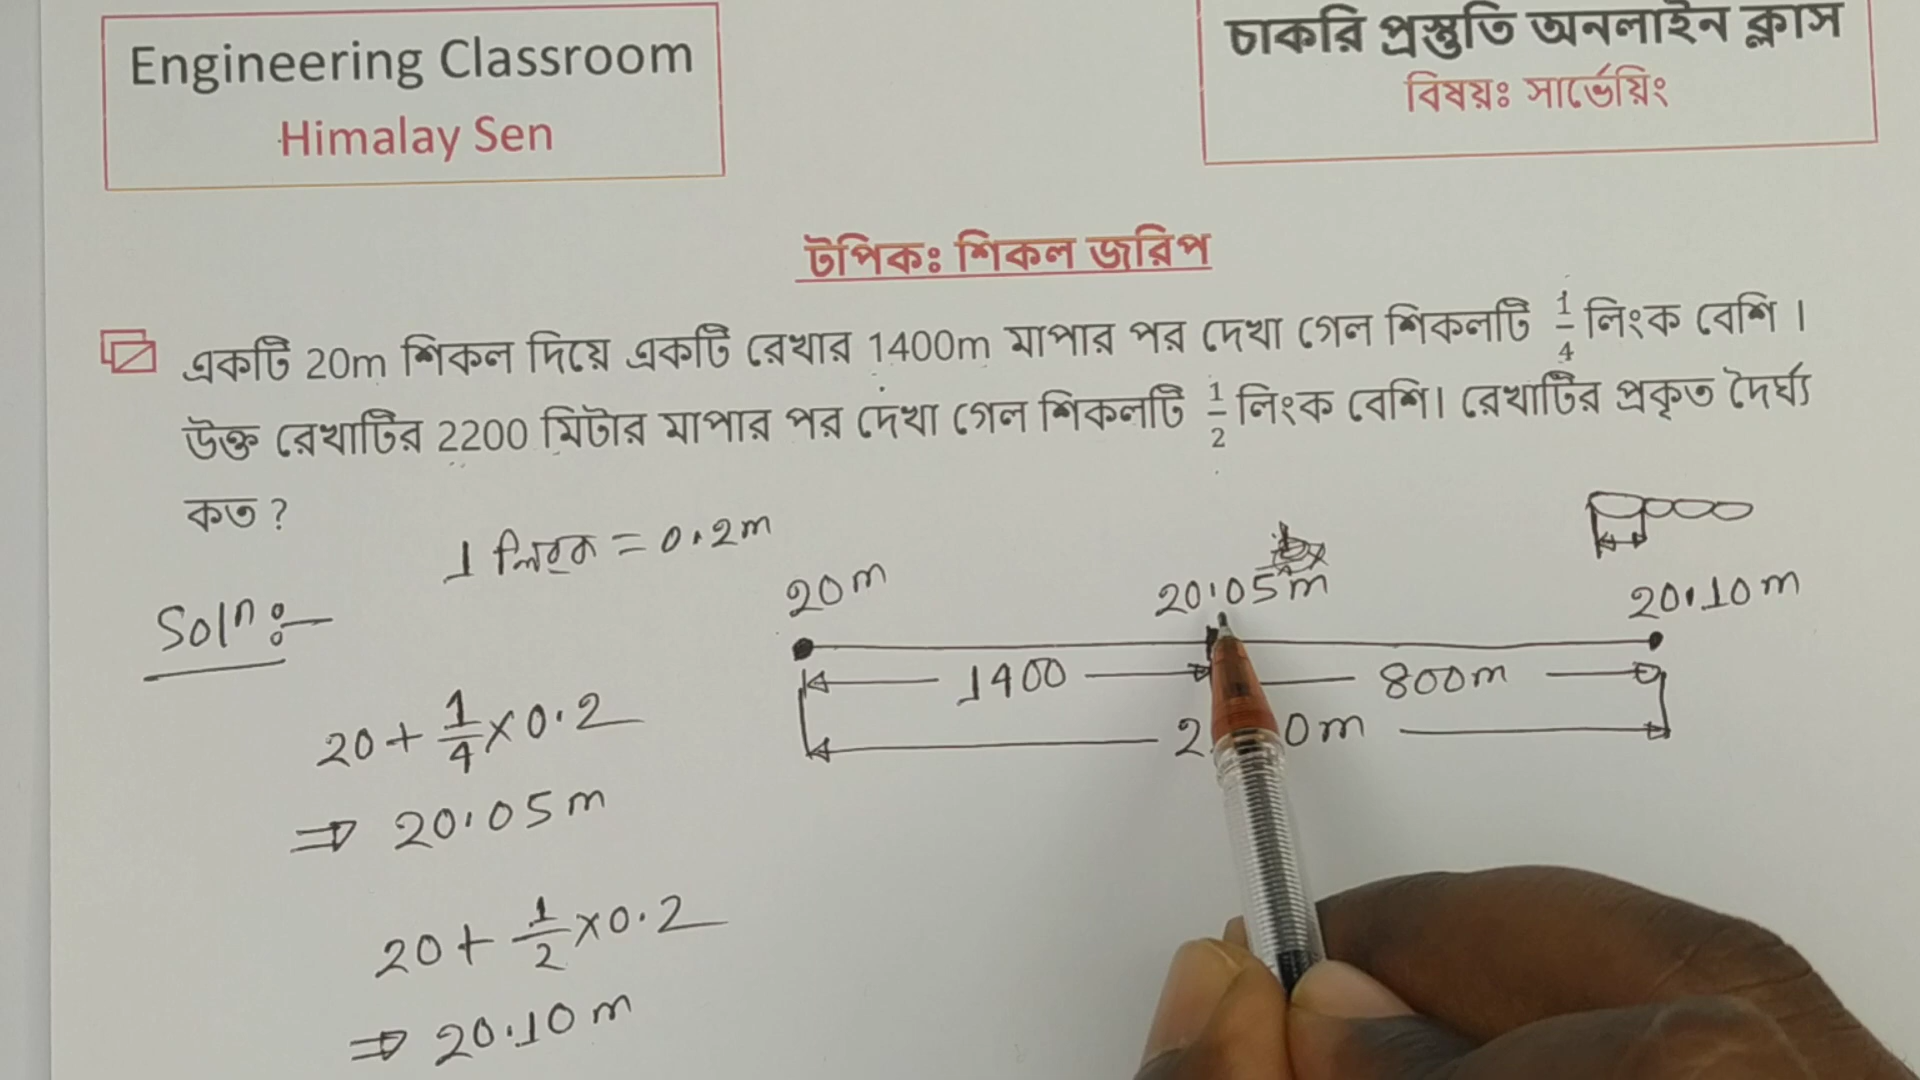 Engineering Classroom
Himalay Sen
চাকরি প্রস্তুতি অনলাইন ক্লাস
বিষয়ঃ সার্ভেয়িং
টপিকঃ শিকল জরিপ
একটি 20m শিকল দিয়ে একটি রেখার 1400m মাপার পর দেখা গেল শিকলটি 1/4 লিংক বেশি।
উক্ত রেখাটির 2200 মিটার মাপার পর দেখা গেল শিকলটি 1/2 লিংক বেশি। রেখাটির প্রকৃত দৈর্ঘ্য
কত ?
1 লিংক = 0.2m
Soln:-
20m 20.05m 20.10m
1400 800m
20 + 1/4 × 0.2
⇒ 20.05m
20 + 1/2 × 0.2
⇒ 20.10m